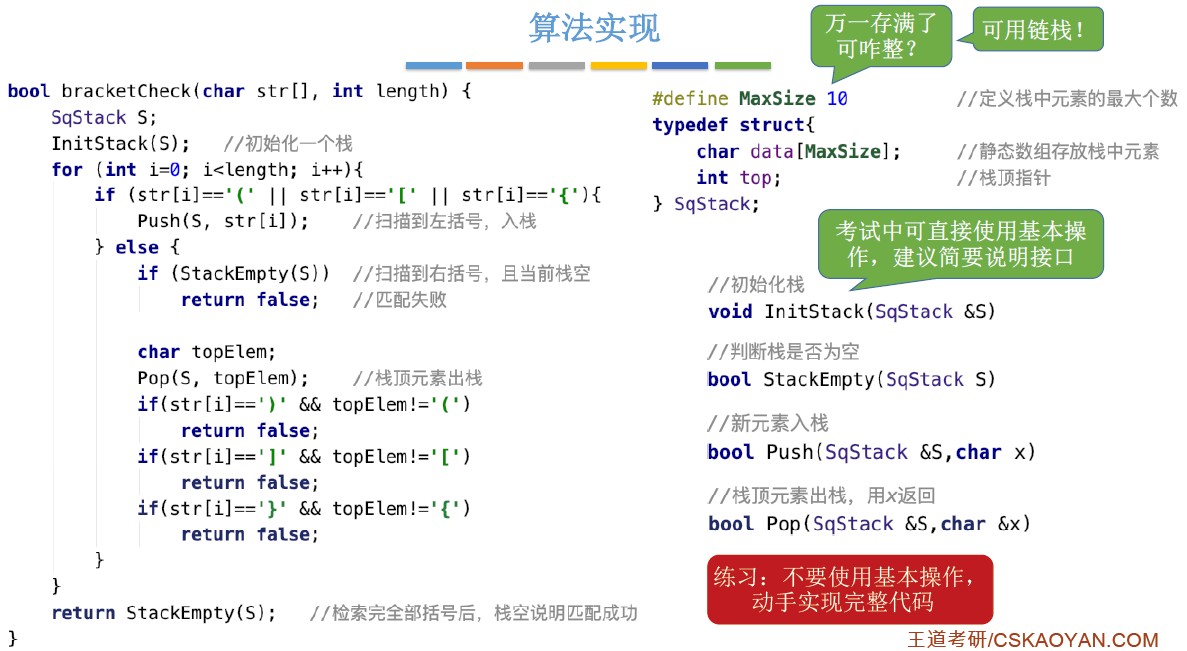 算法实现
bool bracketCheck(char str[], int length) {
SqStack S;
InitStack(S); //初始化一个栈
for (int i=0; i<length; i++){
if (str[i]=='(' || str[i]=='[' || str[i]=='{'){
Push(S, str[i]); //扫描到左括号，入栈
} else {
if (StackEmpty(S)) //扫描到右括号，且当前栈空
return false; //匹配失败
char topElem;
Pop(S, topElem); //栈顶元素出栈
if(str[i]==')' && topElem!='(')
return false;
if(str[i]==']' && topElem!='[')
return false;
if(str[i]=='}' && topElem!='{')
return false;
}
}
return StackEmpty(S); //检索完全部括号后，栈空说明匹配成功
}
万一存满了
可咋整？
可用链栈！
#define MaxSize 10 //定义栈中元素的最大个数
typedef struct{
char data[MaxSize]; //静态数组存放栈中元素
int top; //栈顶指针
} SqStack;
考试中可直接使用基本操
作，建议简要说明接口
//初始化栈
void InitStack(SqStack &S)
//判断栈是否为空
bool StackEmpty(SqStack S)
//新元素入栈
bool Push(SqStack &S,char x)
//栈顶元素出栈，用x返回
bool Pop(SqStack &S,char &x)
练习：不要使用基本操作，
动手实现完整代码
王道考研/CSKAOYAN.COM